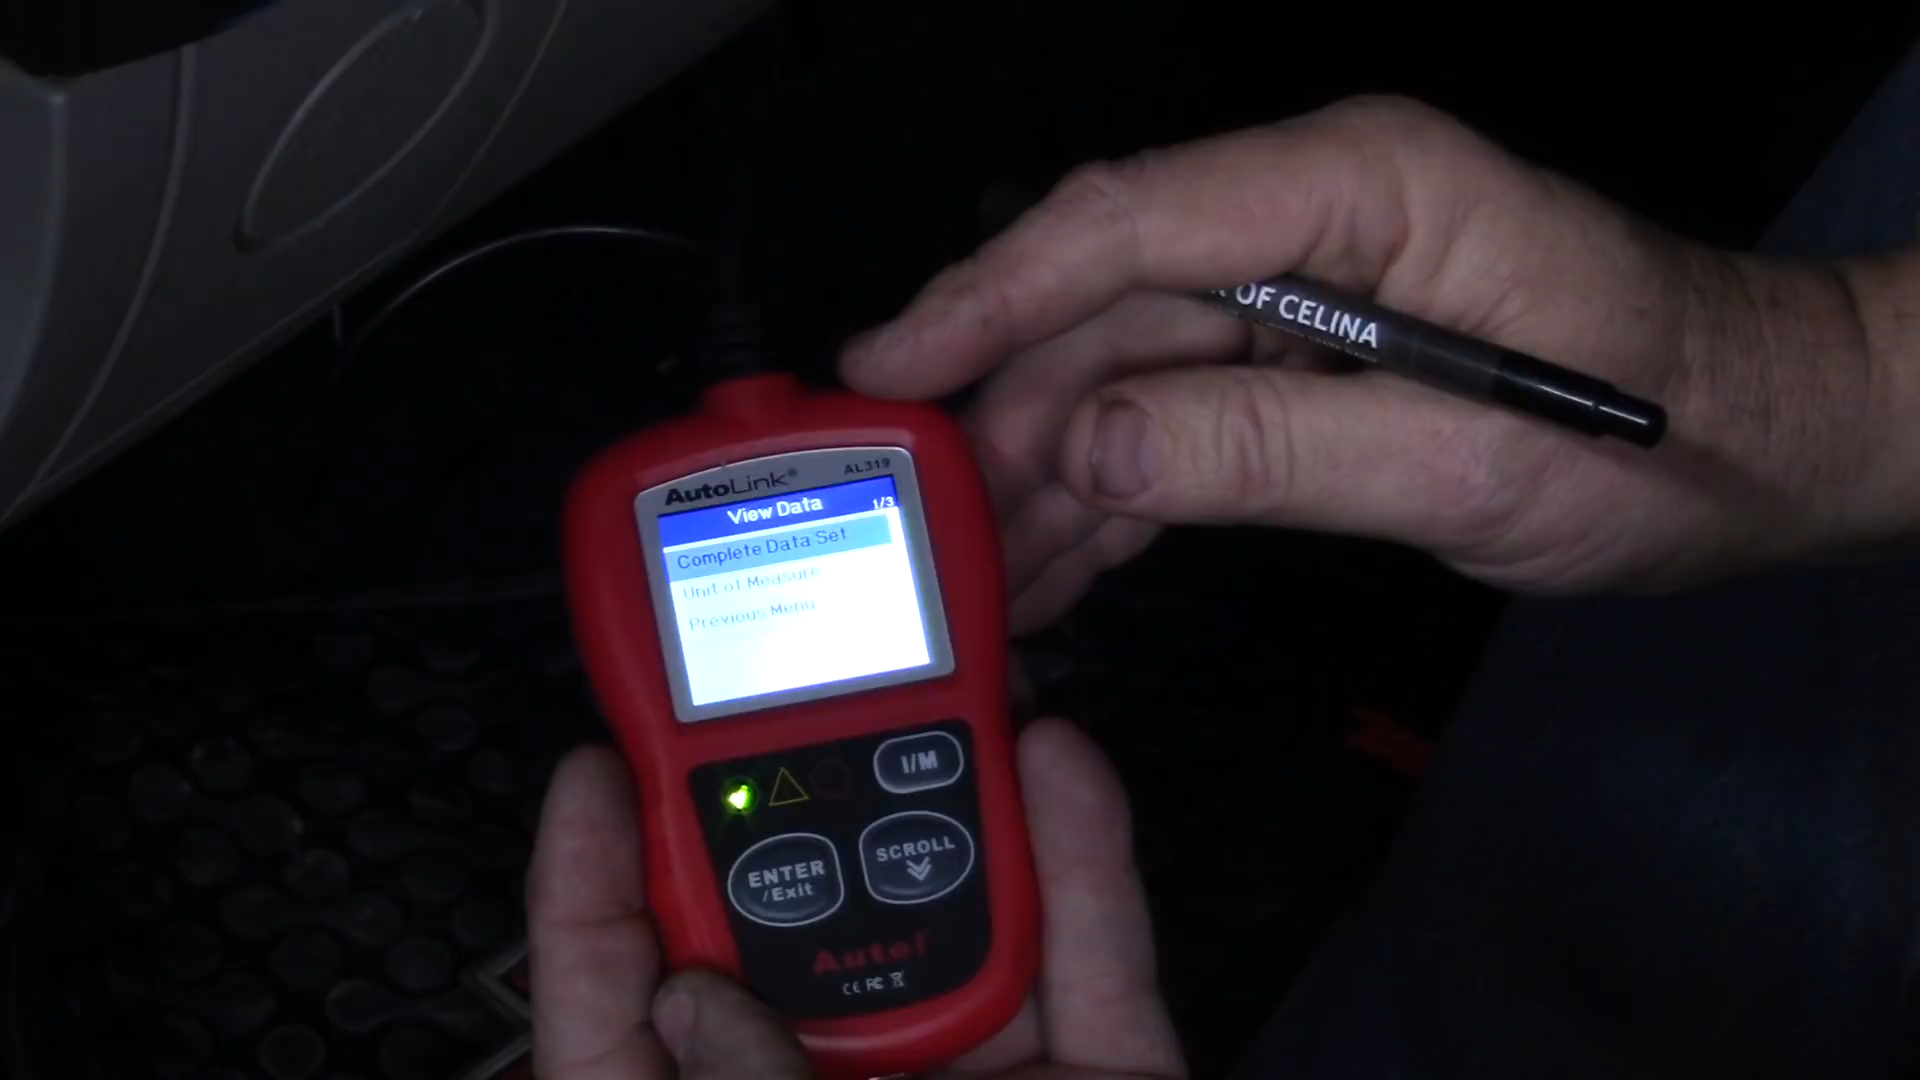 OF CELINA
AutoLink® AL319
View Data 1/3
Complete Data Set
Unit of Measure
Previous Menu
I/M
ENTER
/Exit
SCROLL
Autel
CE FC